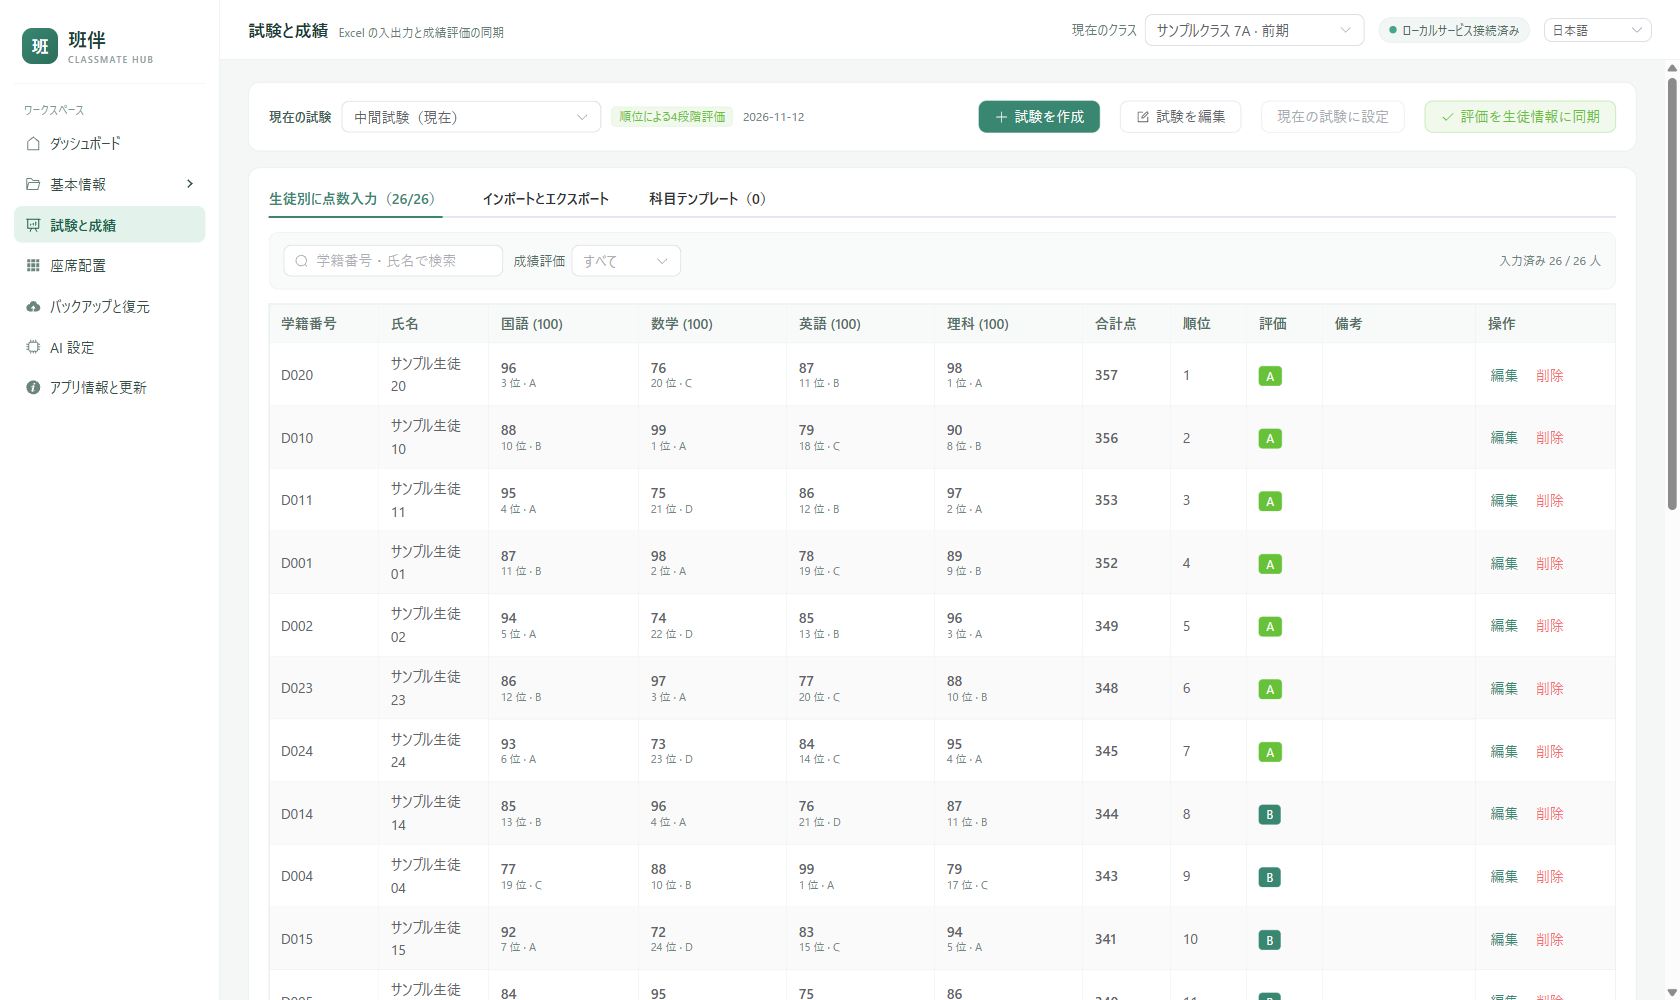 班 班伴
CLASSMATE HUB
ワークスペース
ダッシュボード
基本情報
試験と成績
座席配置
バックアップと復元
AI 設定
アプリ情報と更新
試験と成績 Excel の入出力と成績評価の同期
現在のクラス サンプルクラス 7A · 前期 ローカルサービス接続済み 日本語
現在の試験 中間試験（現在） 順位による4段階評価 2026-11-12 試験を作成 試験を編集 現在の試験に設定 評価を生徒情報に同期
生徒別に点数入力（26/26） インポートとエクスポート 科目テンプレート（0）
学籍番号・氏名で検索 成績評価 すべて 入力済み 26 / 26 人
学籍番号 氏名 国語 (100) 数学 (100) 英語 (100) 理科 (100) 合計点 順位 評価 備考 操作
D020 サンプル生徒 20 96 76 87 98 357 1 A 編集 削除
3 位 · A 20 位 · C 11 位 · B 1 位 · A
D010 サンプル生徒 10 88 99 79 90 356 2 A 編集 削除
10 位 · B 1 位 · A 18 位 · C 8 位 · B
D011 サンプル生徒 11 95 75 86 97 353 3 A 編集 削除
4 位 · A 21 位 · D 12 位 · B 2 位 · A
D001 サンプル生徒 01 87 98 78 89 352 4 A 編集 削除
11 位 · B 2 位 · A 19 位 · C 9 位 · B
D002 サンプル生徒 02 94 74 85 96 349 5 A 編集 削除
5 位 · A 22 位 · D 13 位 · B 3 位 · A
D023 サンプル生徒 23 86 97 77 88 348 6 A 編集 削除
12 位 · B 3 位 · A 20 位 · C 10 位 · B
D024 サンプル生徒 24 93 73 84 95 345 7 A 編集 削除
6 位 · A 23 位 · D 14 位 · C 4 位 · A
D014 サンプル生徒 14 85 96 76 87 344 8 B 編集 削除
13 位 · B 4 位 · A 21 位 · D 11 位 · B
D004 サンプル生徒 04 77 88 99 79 343 9 B 編集 削除
19 位 · C 10 位 · B 1 位 · A 17 位 · C
D015 サンプル生徒 15 92 72 83 94 341 10 B 編集 削除
7 位 · A 24 位 · D 15 位 · C 5 位 · A
サンプル生徒 84 95 75 86